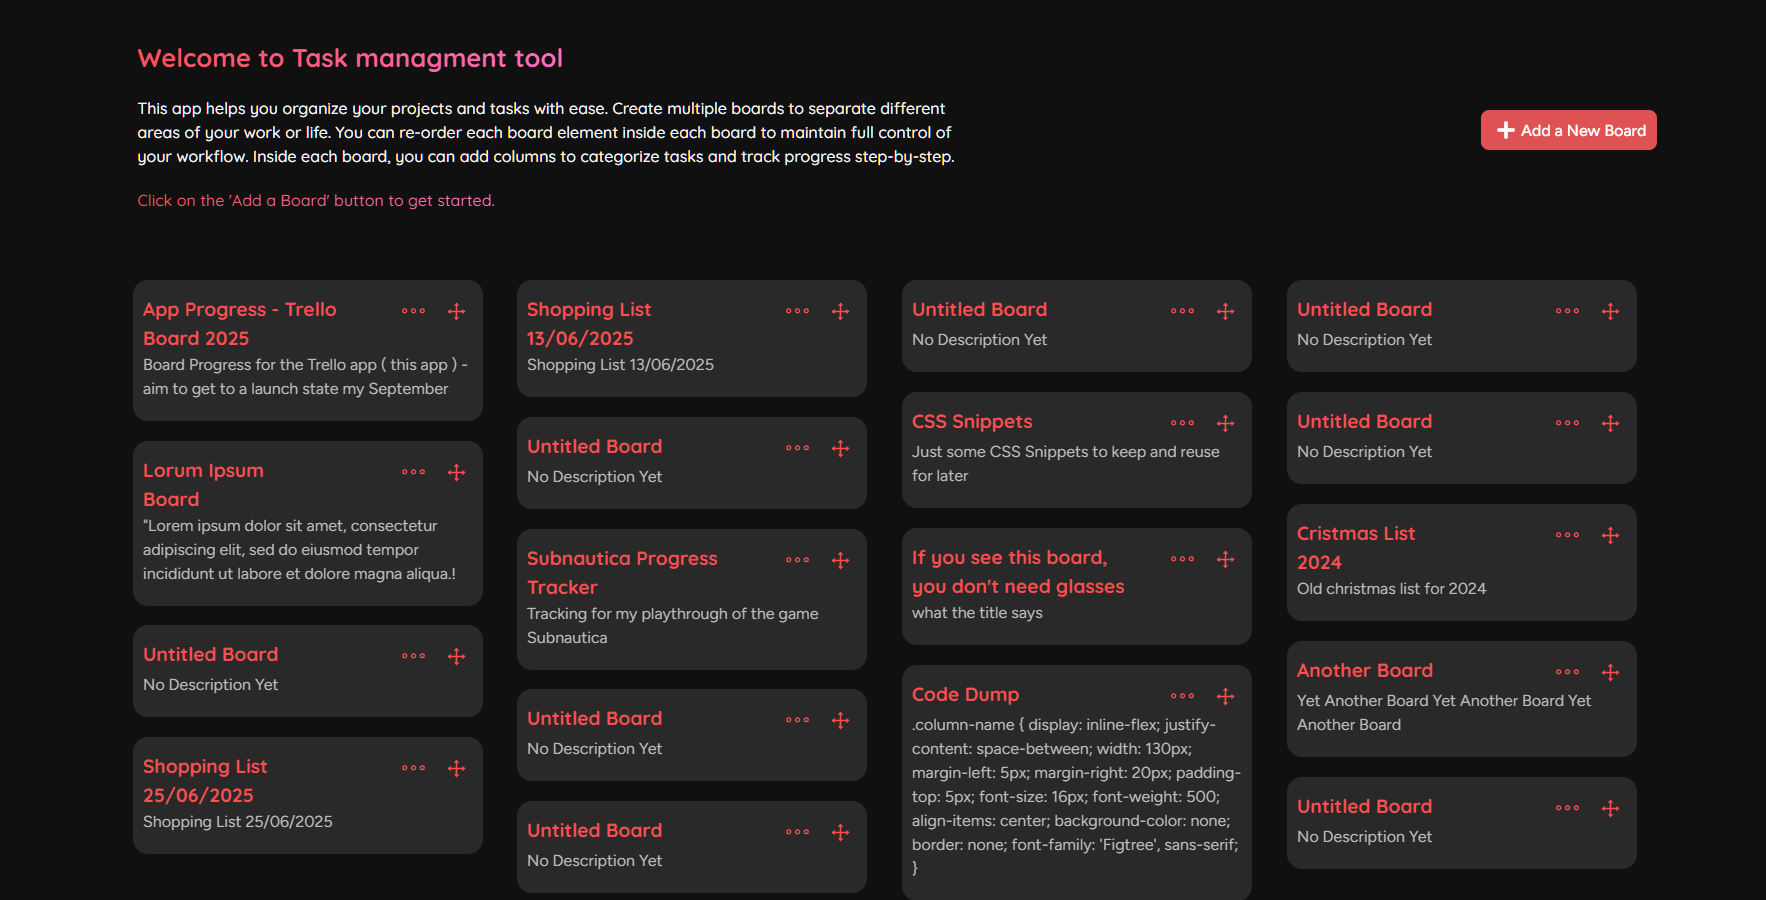 Welcome to Task managment tool
This app helps you organize your projects and tasks with ease. Create multiple boards to separate different
areas of your work or life. You can re-order each board element inside each board to maintain full control of
your workflow. Inside each board, you can add columns to categorize tasks and track progress step-by-step.
Click on the 'Add a Board' button to get started.
Add a New Board
App Progress - Trello
Board 2025
Board Progress for the Trello app ( this app ) -
aim to get to a launch state my September
Lorum Ipsum
Board
"Lorem ipsum dolor sit amet, consectetur
adipiscing elit, sed do eiusmod tempor
incididunt ut labore et dolore magna aliqua.!
Untitled Board
No Description Yet
Shopping List
25/06/2025
Shopping List 25/06/2025
Shopping List
13/06/2025
Shopping List 13/06/2025
Untitled Board
No Description Yet
Subnautica Progress
Tracker
Tracking for my playthrough of the game
Subnautica
Untitled Board
No Description Yet
Untitled Board
No Description Yet
Untitled Board
No Description Yet
CSS Snippets
Just some CSS Snippets to keep and reuse
for later
If you see this board,
you don't need glasses
what the title says
Code Dump
.column-name { display: inline-flex; justify-
content: space-between; width: 130px;
margin-left: 5px; margin-right: 20px; padding-
top: 5px; font-size: 16px; font-weight: 500;
align-items: center; background-color: none;
border: none; font-family: 'Figtree', sans-serif;
}
Untitled Board
No Description Yet
Untitled Board
No Description Yet
Cristmas List
2024
Old christmas list for 2024
Another Board
Yet Another Board Yet Another Board Yet
Another Board
Untitled Board
No Description Yet